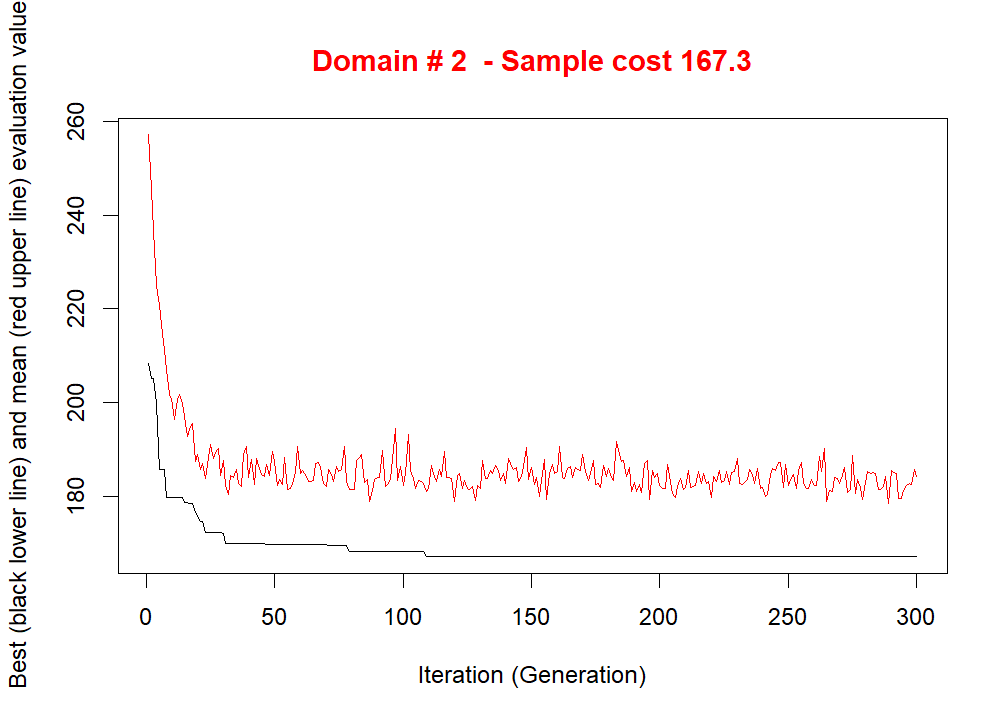 Domain # 2  - Sample cost 167.3
Best (black lower line) and mean (red upper line) evaluation value
260
240
220
200
180
0 50 100 150 200 250 300
Iteration (Generation)